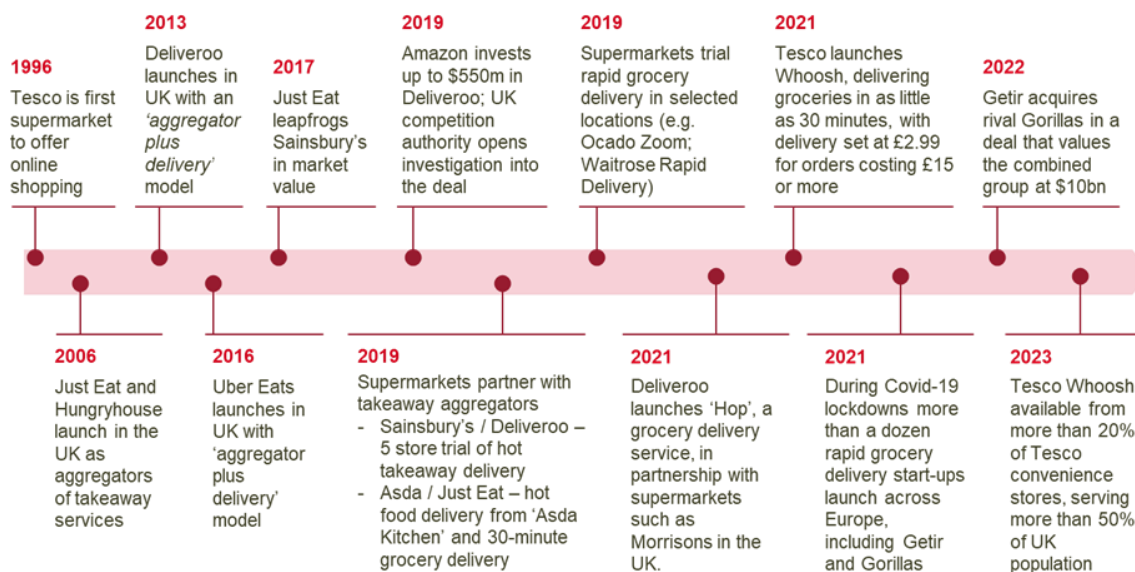 1996
Tesco is first
supermarket
to offer
online
shopping
2006
Just Eat and
Hungryhouse
launch in the
UK as
aggregators
of takeaway
services
2013
Deliveroo
launches in
UK with an
‘aggregator
plus
delivery’
model
2016
Uber Eats
launches in
UK with
‘aggregator
plus
delivery’
model
2017
Just Eat
leapfrogs
Sainsbury’s
in market
value
2019
Amazon invests
up to $550m in
Deliveroo; UK
competition
authority opens
investigation into
the deal
2019
Supermarkets partner with
takeaway aggregators
- Sainsbury’s / Deliveroo –
5 store trial of hot
takeaway delivery
- Asda / Just Eat – hot
food delivery from ‘Asda
Kitchen’ and 30-minute
grocery delivery
2019
Supermarkets trial
rapid grocery
delivery in selected
locations (e.g.
Ocado Zoom;
Waitrose Rapid
Delivery)
2021
Deliveroo
launches ‘Hop’, a
grocery delivery
service, in
partnership with
supermarkets
such as
Morrisons in the
UK.
2021
Tesco launches
Whoosh, delivering
groceries in as little
as 30 minutes, with
delivery set at £2.99
for orders costing £15
or more
2021
During Covid-19
lockdowns more
than a dozen
rapid grocery
delivery start-ups
launch across
Europe,
including Getir
and Gorillas
2022
Getir acquires
rival Gorillas in a
deal that values
the combined
group at $10bn
2023
Tesco Whoosh
available from
more than 20%
of Tesco
convenience
stores, serving
more than 50%
of UK
population